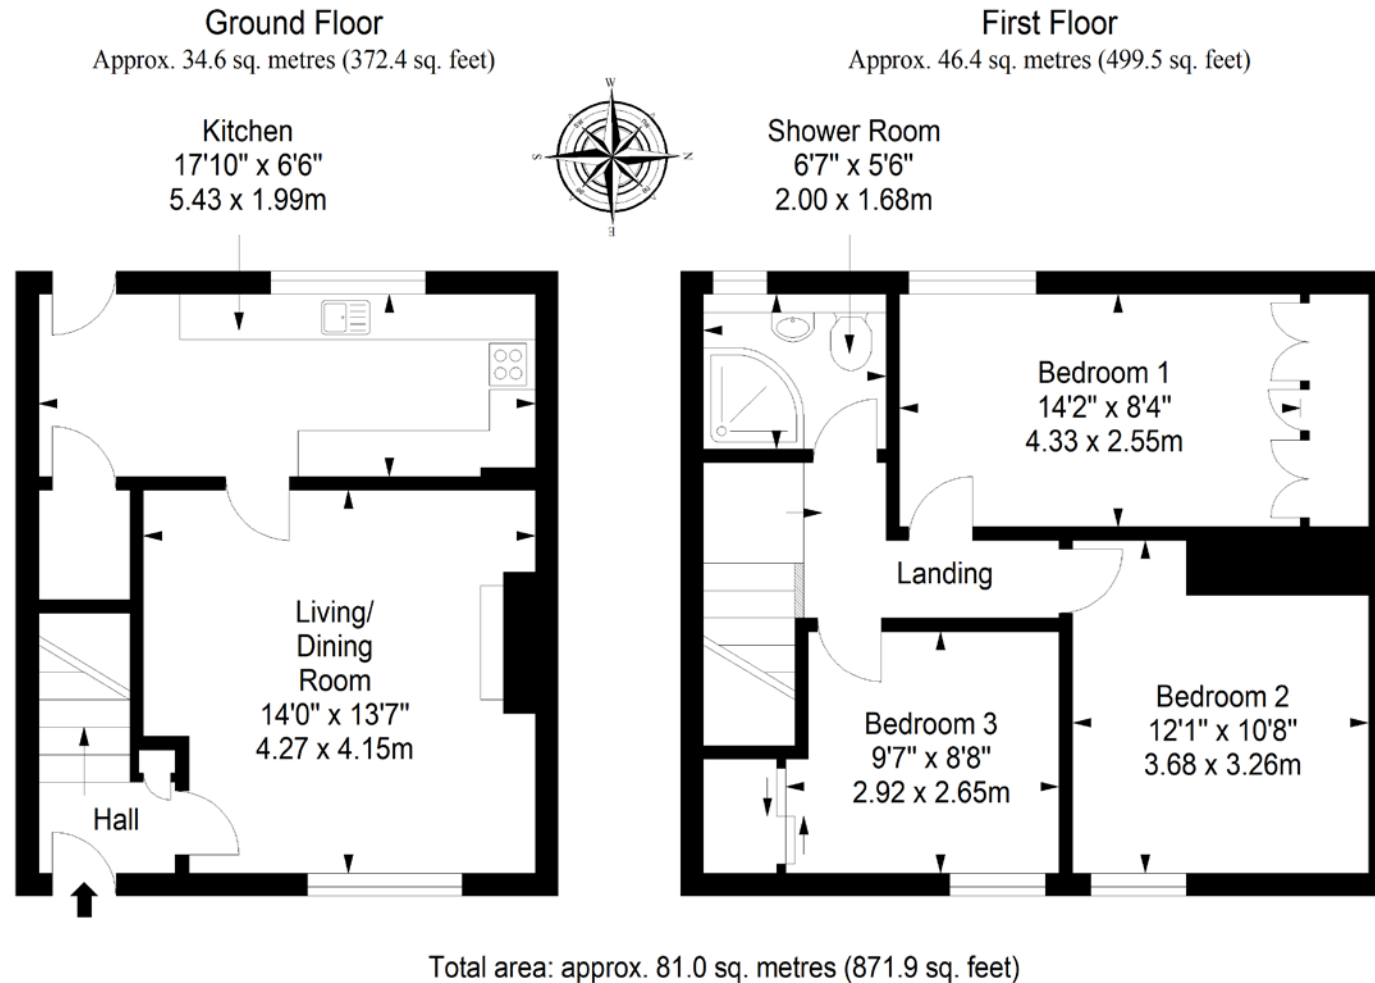 Ground Floor
Approx. 34.6 sq. metres (372.4 sq. feet)
First Floor
Approx. 46.4 sq. metres (499.5 sq. feet)
Kitchen
17'10" x 6'6"
5.43 x 1.99m
W
S
N
E
Shower Room
6'7" x 5'6"
2.00 x 1.68m
Living/
Dining
Room
14'0" x 13'7"
4.27 x 4.15m
Hall
Bedroom 1
14'2" x 8'4"
4.33 x 2.55m
Landing
Bedroom 3
9'7" x 8'8"
2.92 x 2.65m
Bedroom 2
12'1" x 10'8"
3.68 x 3.26m
Total area: approx. 81.0 sq. metres (871.9 sq. feet)